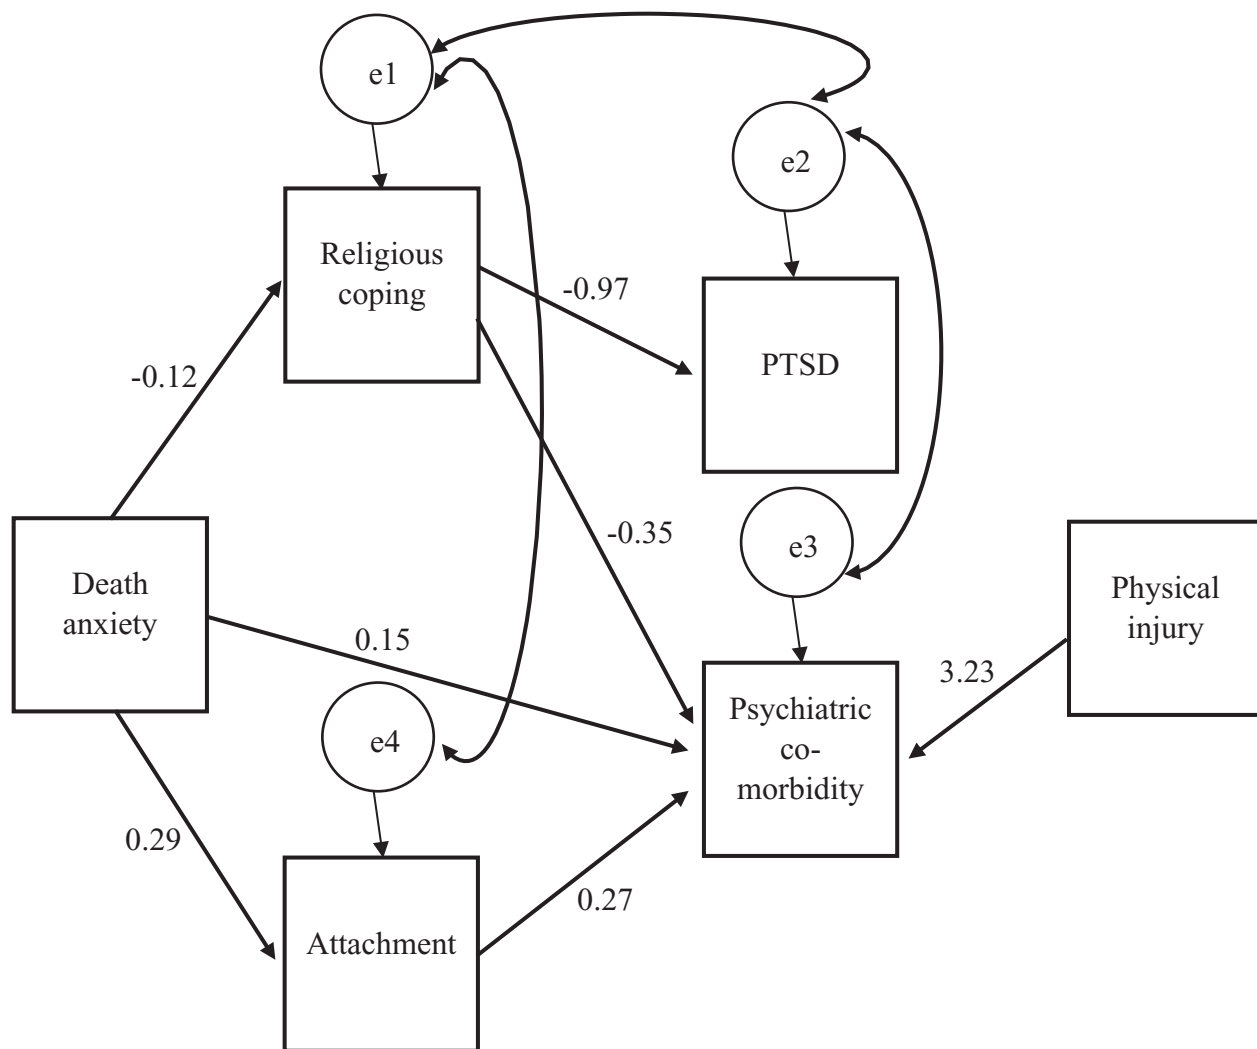 e1
e2
Religious
coping
-0.97
PTSD
-0.12
-0.35
e3
Death
anxiety
Physical
injury
0.15
3.23
e4
Psychiatric
co-
morbidity
0.29
0.27
Attachment